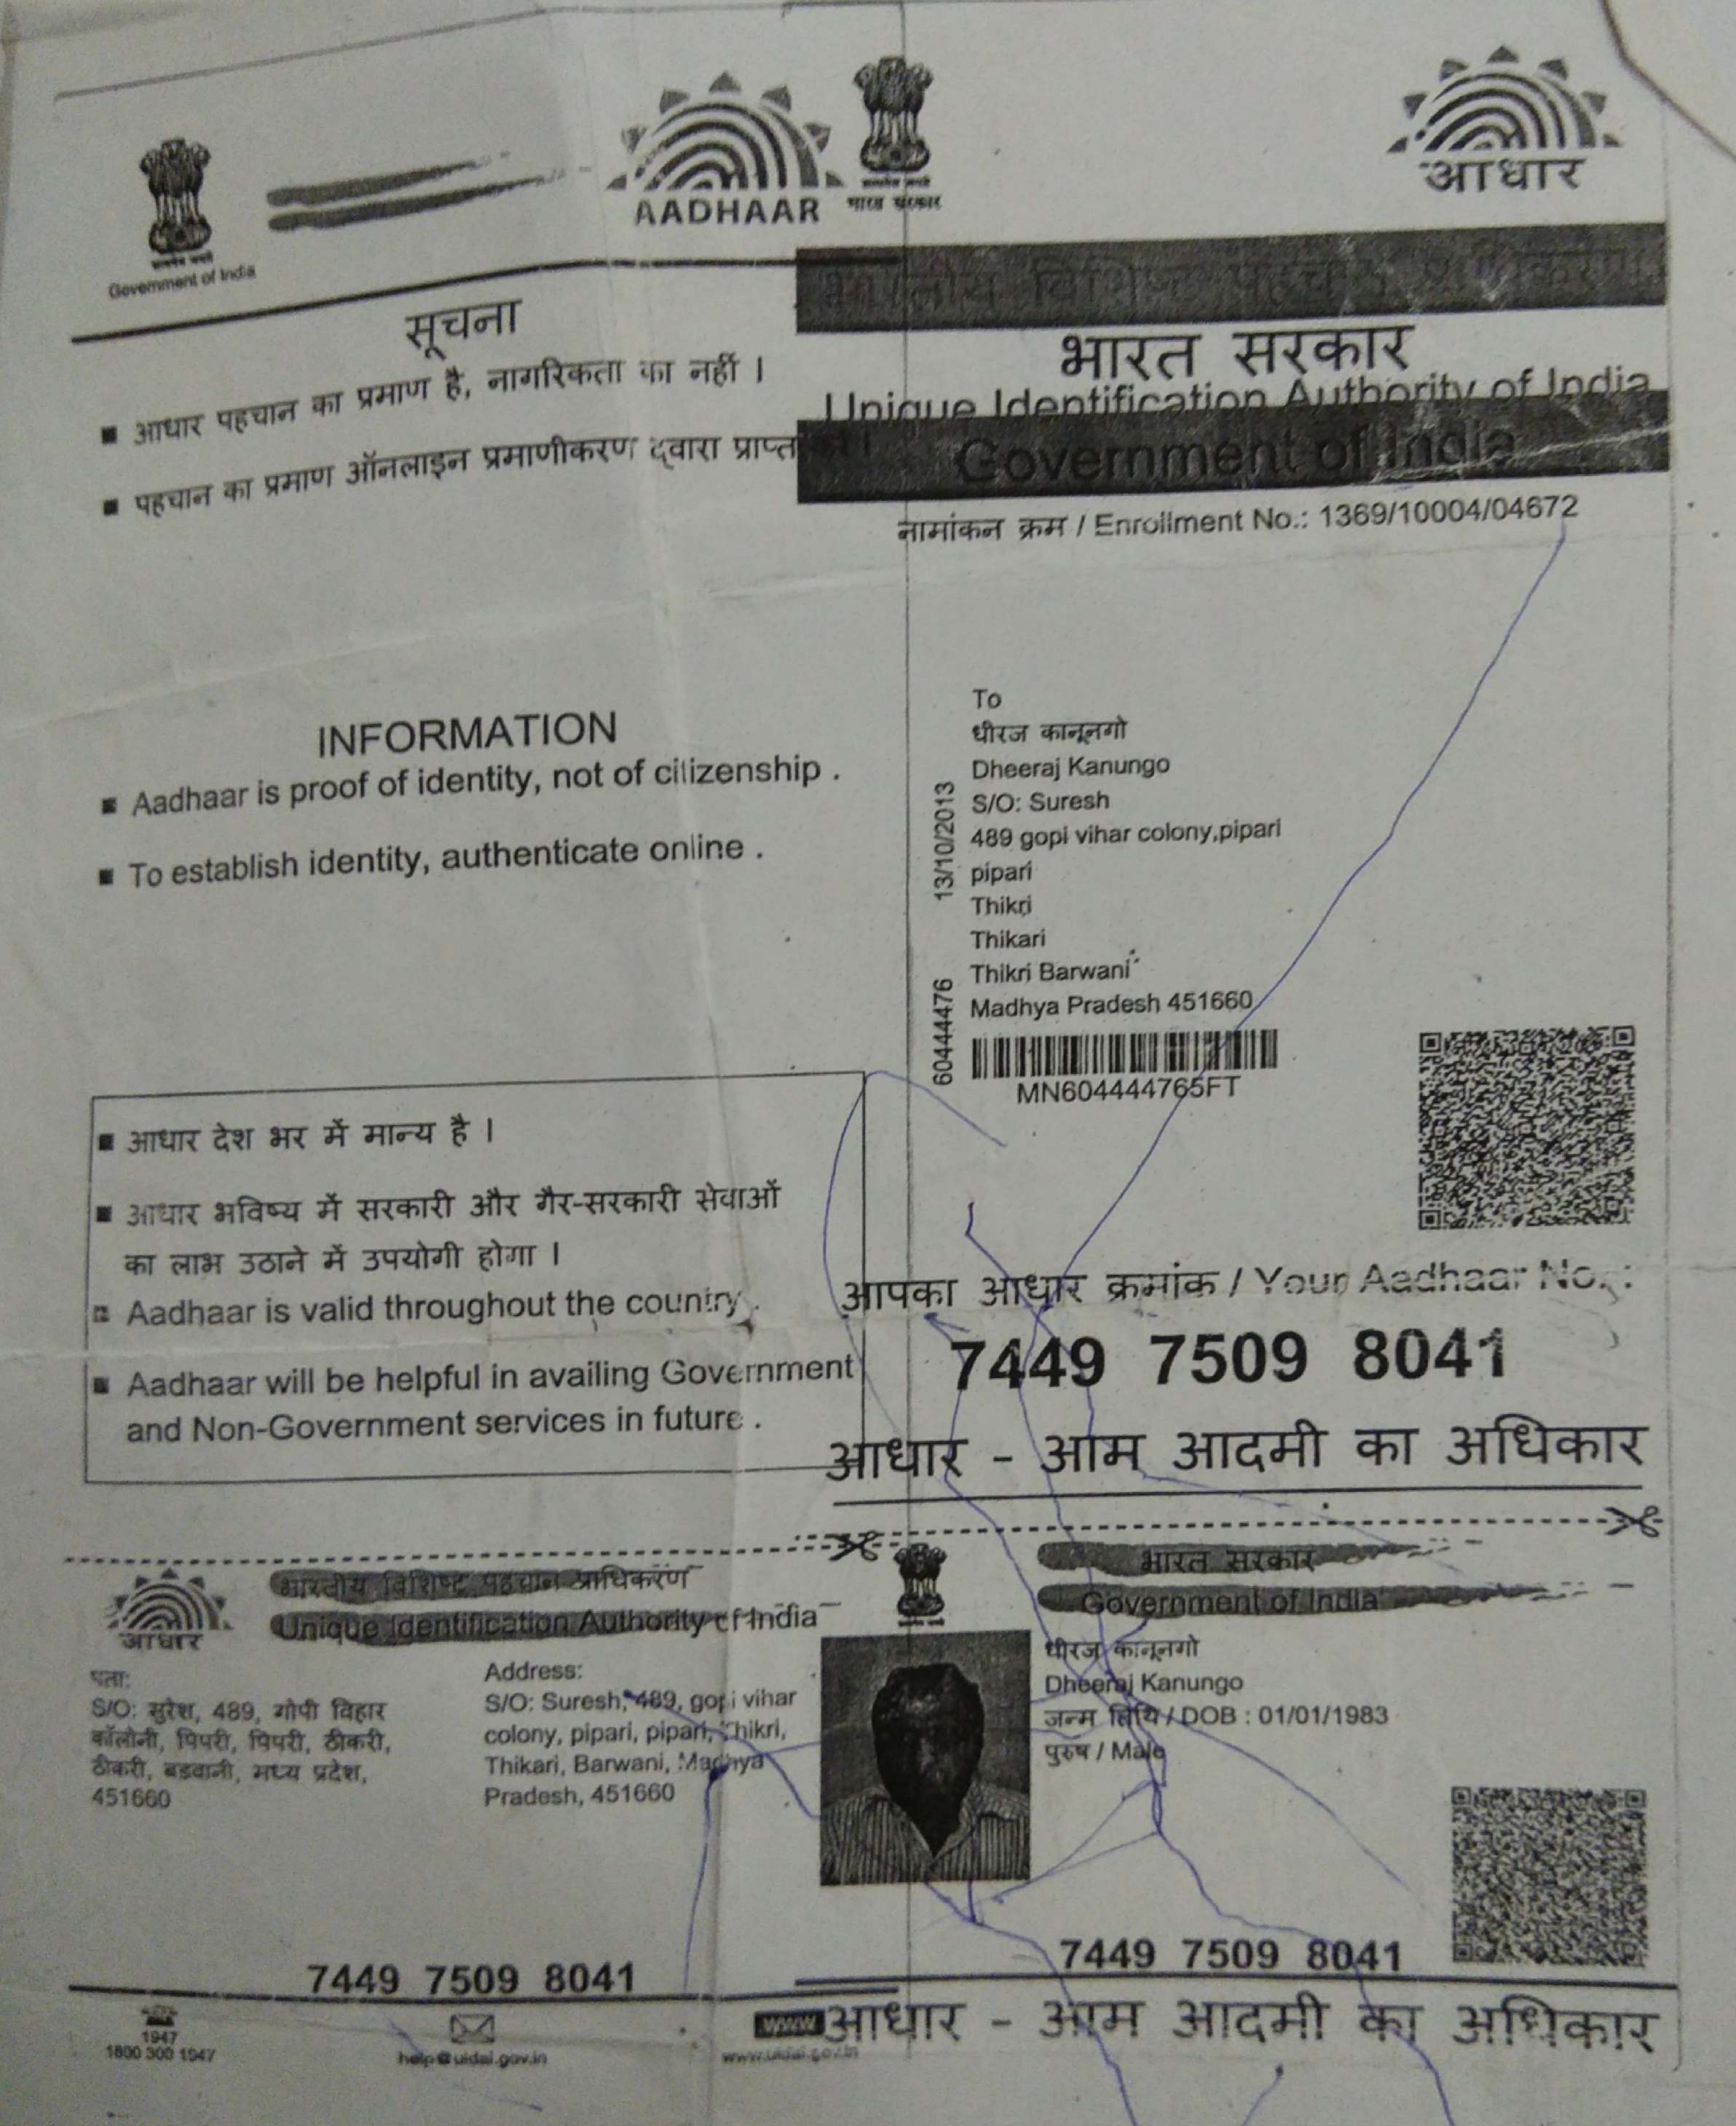 Government of India
AADHAAR
भारत सरकार
आधार
सूचना
■ आधार पहचान का प्रमाण है, नागरिकता का नहीं ।
■ पहचान का प्रमाण ऑनलाइन प्रमाणीकरण द्वारा प्राप्त
INFORMATION
■ Aadhaar is proof of identity, not of citizenship .
■ To establish identity, authenticate online .
■ आधार देश भर में मान्य है ।
■ आधार भविष्य में सरकारी और गैर-सरकारी सेवाओं
का लाभ उठाने में उपयोगी होगा ।
■ Aadhaar is valid throughout the country .
■ Aadhaar will be helpful in availing Government
and Non-Government services in future .
भारतीय विशिष्ट पहचान प्राधिकरण
भारत सरकार
Unique Identification Authority of India
Government of India
नामांकन क्रम / Enrollment No.: 1369/10004/04672
To
धीरज कानूनगो
Dheeraj Kanungo
S/O: Suresh
489 gopi vihar colony,pipari
pipari
Thikri
Thikari
Thikri Barwani
Madhya Pradesh 451660
13/10/2013
60444476
MN604444765FT
आपका आधार क्रमांक / Your Aadhaar No. :
7449 7509 8041
आधार - आम आदमी का अधिकार
आधार
भारतीय विशिष्ट पहचान प्राधिकरण
Unique Identification Authority of India
पता:
S/O: सुरेश, 489, गोपी विहार
कॉलोनी, पिपरी, पिपरी, ठीकरी,
ठीकरी, बड़वानी, मध्य प्रदेश,
451660
Address:
S/O: Suresh, 489, gopi vihar
colony, pipari, pipari, Thikri,
Thikari, Barwani, Madhya
Pradesh, 451660
7449 7509 8041
1947
1800 300 1947
help@uidai.gov.in
www
www.uidai.gov.in
भारत सरकार
Government of India
धीरज कानूनगो
Dheeraj Kanungo
जन्म तिथि / DOB : 01/01/1983
पुरुष / Male
7449 7509 8041
आधार - आम आदमी का अधिकार